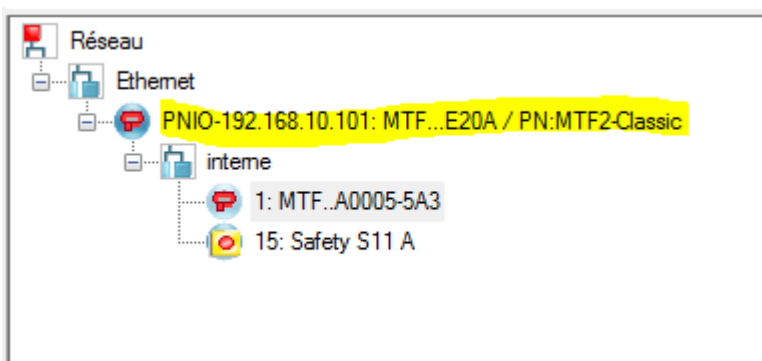 Réseau
Ethernet
PNIO-192.168.10.101: MTF...E20A / PN:MTF2-Classic
interne
1: MTF..A0005-5A3
15: Safety S11 A